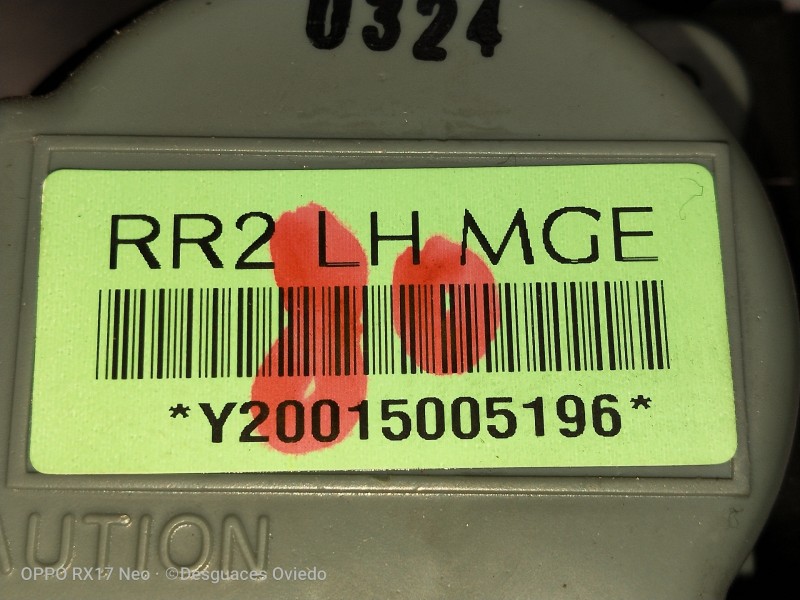 0324
RR2 LH MGE
*Y20015005196*
AUTION
OPPO RX17 Neo · ©Desguaces Oviedo